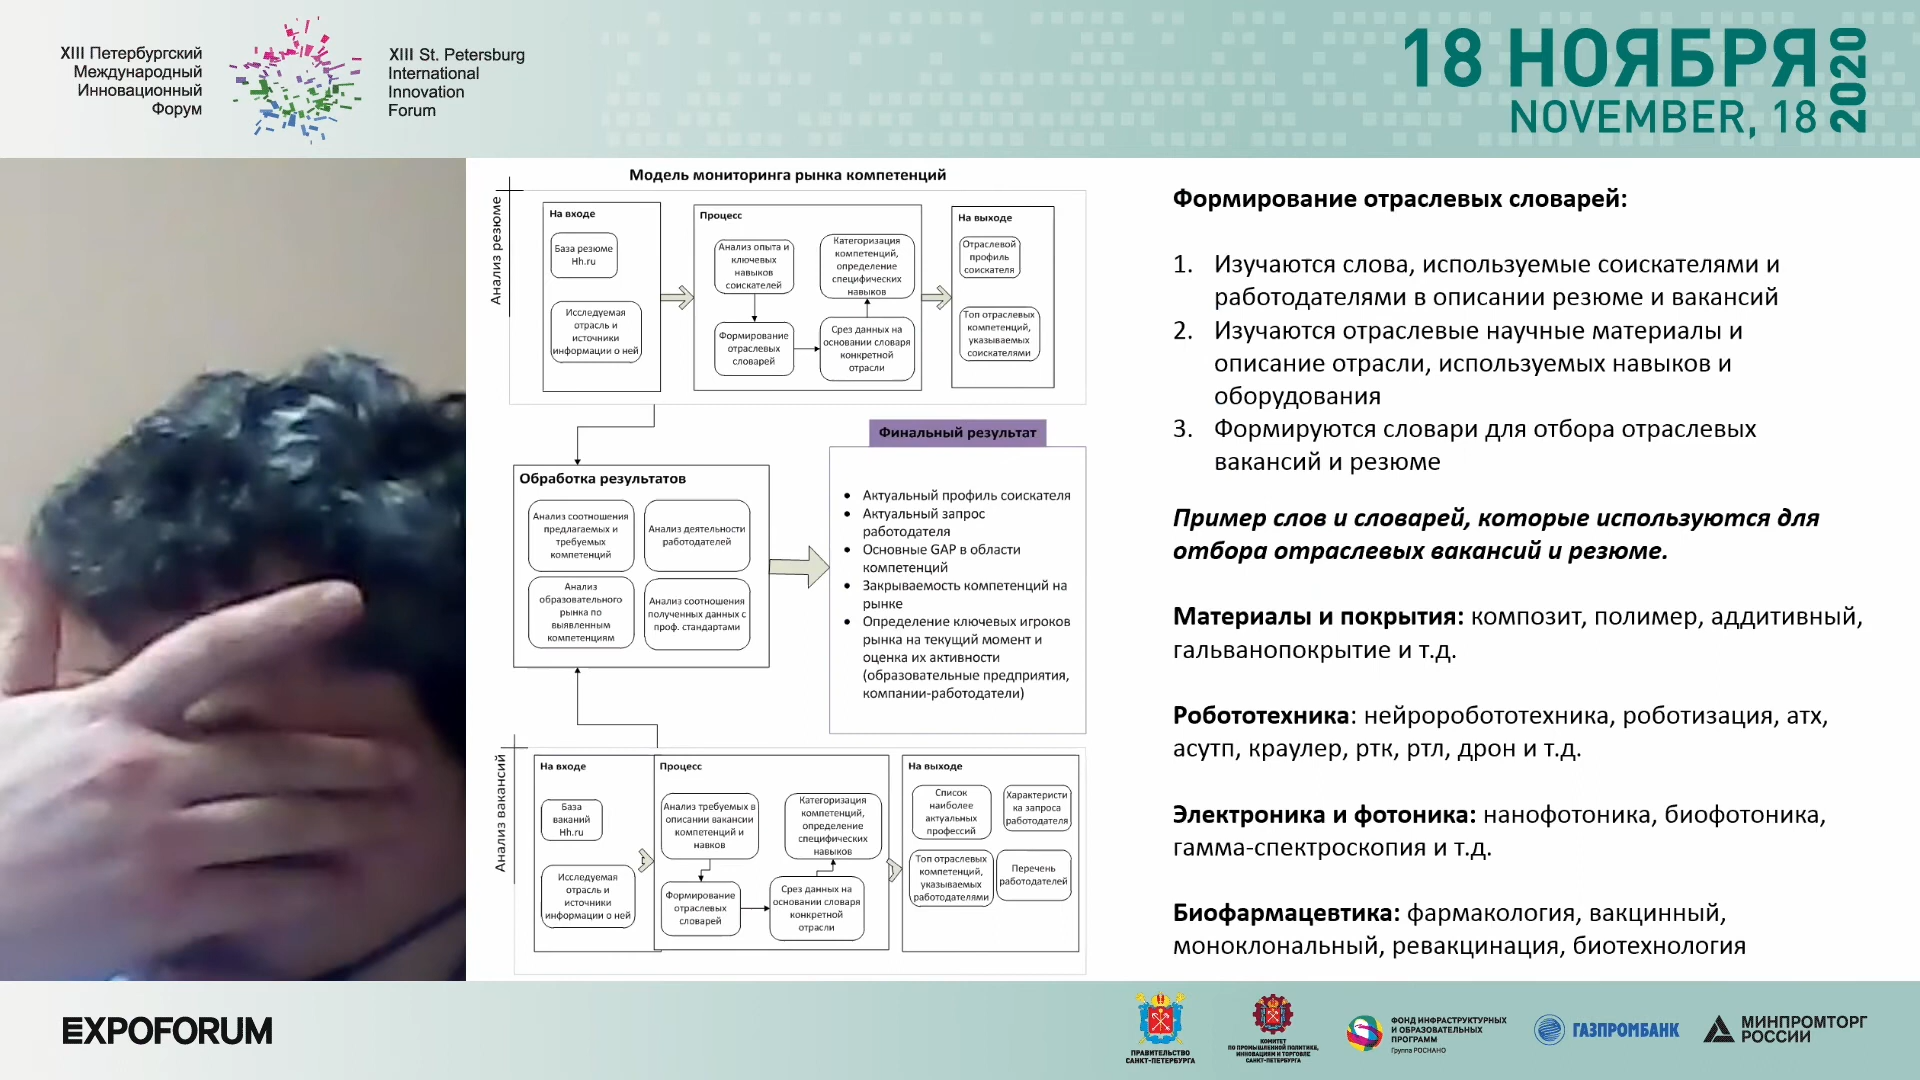 XIII Петербургский
Международный
Инновационный
Форум
XIII St. Petersburg
International
Innovation
Forum
18 НОЯБРЯ
NOVEMBER, 18
2020
Модель мониторинга рынка компетенций
Анализ резюме
На входе
База резюме
Hh.ru
Исследуемая
отрасль и
источники
информации о ней
Процесс
Анализ опыта и
ключевых
навыков
соискателей
Формирование
отраслевых
словарей
Категоризация
компетенций,
определение
специфических
навыков
Срез данных на
основании словаря
конкретной
отрасли
На выходе
Отраслевой
профиль
соискателя
Топ отраслевых
компетенций,
указываемых
соискателями
Обработка результатов
Анализ соотношения
предлагаемых и
требуемых
компетенций
Анализ деятельности
работодателей
Анализ
образовательного
рынка по
выявленным
компетенциям
Анализ соотношения
полученных данных с
проф. стандартами
Финальный результат
• Актуальный профиль соискателя
• Актуальный запрос
работодателя
• Основные GAP в области
компетенций
• Закрываемость компетенций на
рынке
• Определение ключевых игроков
рынка на текущий момент и
оценка их активности
(образовательные предприятия,
компании-работодатели)
Анализ вакансий
На входе
База
ваканий
Hh.ru
Исследуемая
отрасль и
источники
информации о ней
Процесс
Анализ требуемых в
описании вакансии
компетенций и
навков
Формирование
отраслевых
словарей
Категоризация
компетенций,
определение
специфических
навыков
Срез данных на
основании словаря
конкретной
отрасли
На выходе
Список
наиболее
актуальных
профессий
Характеристи
ка запроса
работодателя
Топ отраслевых
компетенций,
указываемых
работодателями
Перечень
работодателей
Формирование отраслевых словарей:
1. Изучаются слова, используемые соискателями и
работодателями в описании резюме и вакансий
2. Изучаются отраслевые научные материалы и
описание отрасли, используемых навыков и
оборудования
3. Формируются словари для отбора отраслевых
вакансий и резюме
Пример слов и словарей, которые используются для
отбора отраслевых вакансий и резюме.
Материалы и покрытия: композит, полимер, аддитивный,
гальванопокрытие и т.д.
Робототехника: нейроробототехника, роботизация, атх,
асутп, краулер, ртк, ртл, дрон и т.д.
Электроника и фотоника: нанофотоника, биофотоника,
гамма-спектроскопия и т.д.
Биофармацевтика: фармакология, вакцинный,
моноклональный, ревакцинация, биотехнология
EXPOFORUM
ПРАВИТЕЛЬСТВО
САНКТ-ПЕТЕРБУРГА
КОМИТЕТ
ПО ПРОМЫШЛЕННОЙ ПОЛИТИКЕ,
ИННОВАЦИЯМ И ТОРГОВЛЕ
САНКТ-ПЕТЕРБУРГА
ФОНД ИНФРАСТРУКТУРНЫХ
И ОБРАЗОВАТЕЛЬНЫХ
ПРОГРАММ
Группа РОСНАНО
ГАЗПРОМБАНК
МИНПРОМТОРГ
РОССИИ